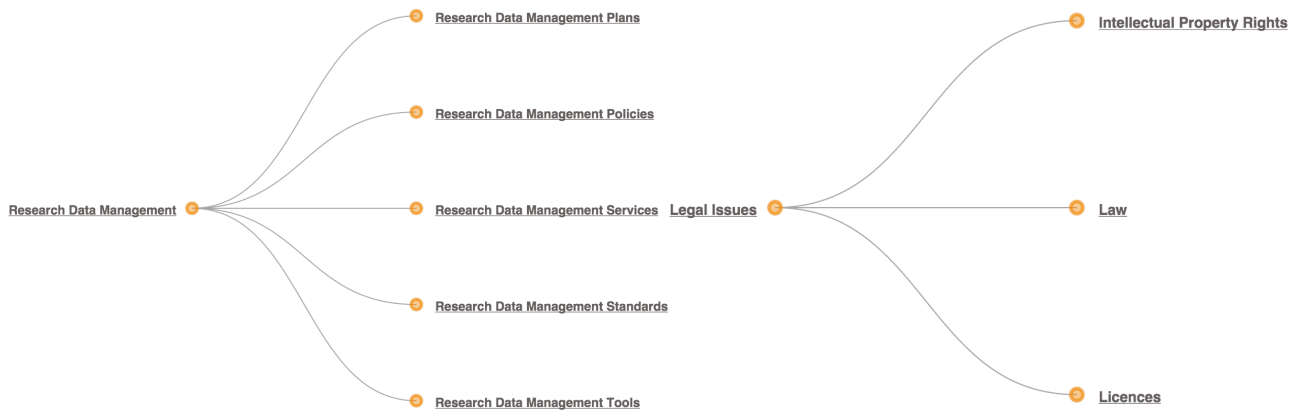 Research Data Management
Research Data Management Plans
Research Data Management Policies
Research Data Management Services
Research Data Management Standards
Research Data Management Tools
Legal Issues
Intellectual Property Rights
Law
Licences